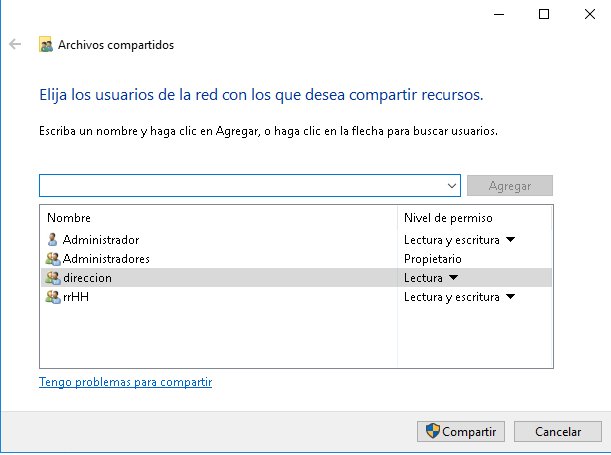 Archivos compartidos
Elija los usuarios de la red con los que desea compartir recursos.
Escriba un nombre y haga clic en Agregar, o haga clic en la flecha para buscar usuarios.
Agregar
Nombre Nivel de permiso
Administrador Lectura y escritura
Administradores Propietario
direccion Lectura
rrHH Lectura y escritura
Tengo problemas para compartir
Compartir Cancelar